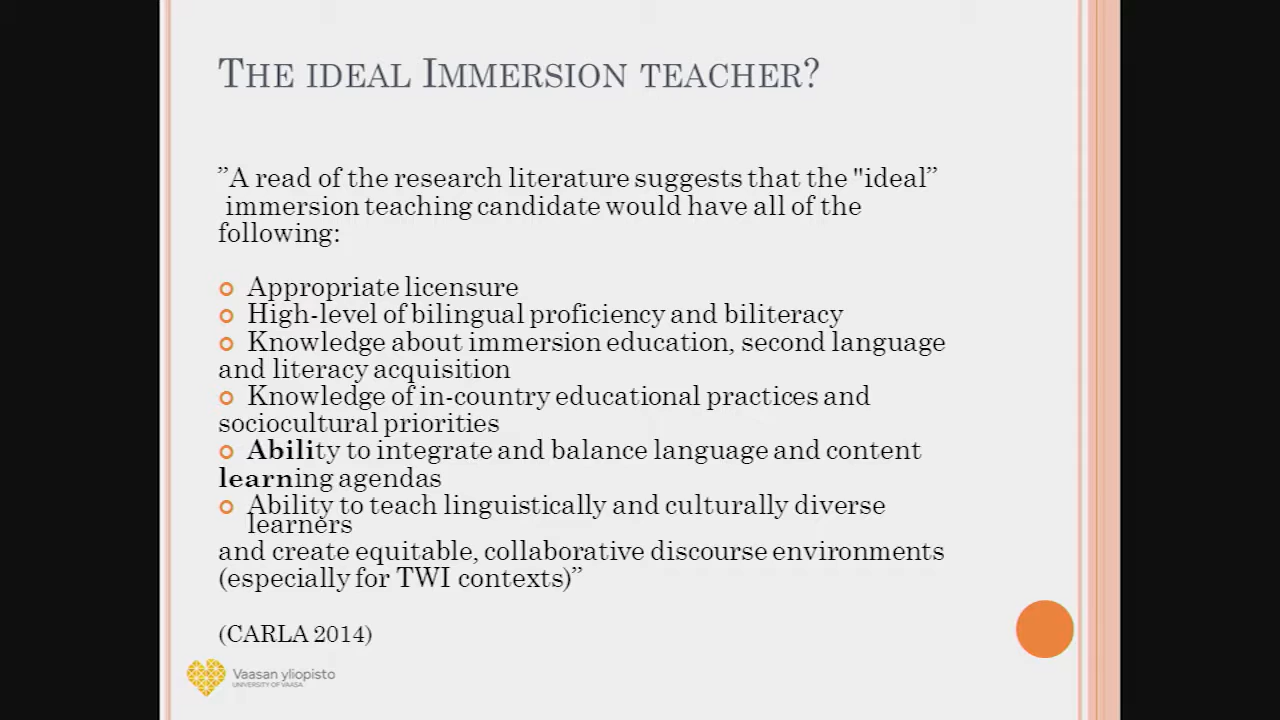 THE IDEAL IMMERSION TEACHER?
”A read of the research literature suggests that the "ideal”
immersion teaching candidate would have all of the
following:
Appropriate licensure
High-level of bilingual proficiency and biliteracy
Knowledge about immersion education, second language
and literacy acquisition
Knowledge of in-country educational practices and
sociocultural priorities
Ability to integrate and balance language and content
learning agendas
Ability to teach linguistically and culturally diverse
learners
and create equitable, collaborative discourse environments
(especially for TWI contexts)”
(CARLA 2014)
Vaasan yliopisto
UNIVERSITY OF VAASA